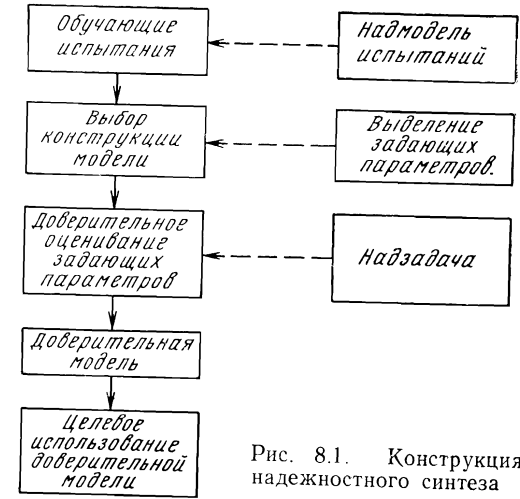 Обучающие
испытания
Надмодель
испытаний
Выбор
конструкции
модели
Выделение
задающих
параметров.
Доверительное
оценивание
задающих
параметров
Надзадача
Доверительная
модель
Целевое
использование
доверительной
модели
Рис. 8.1. Конструкция
надежностного синтеза